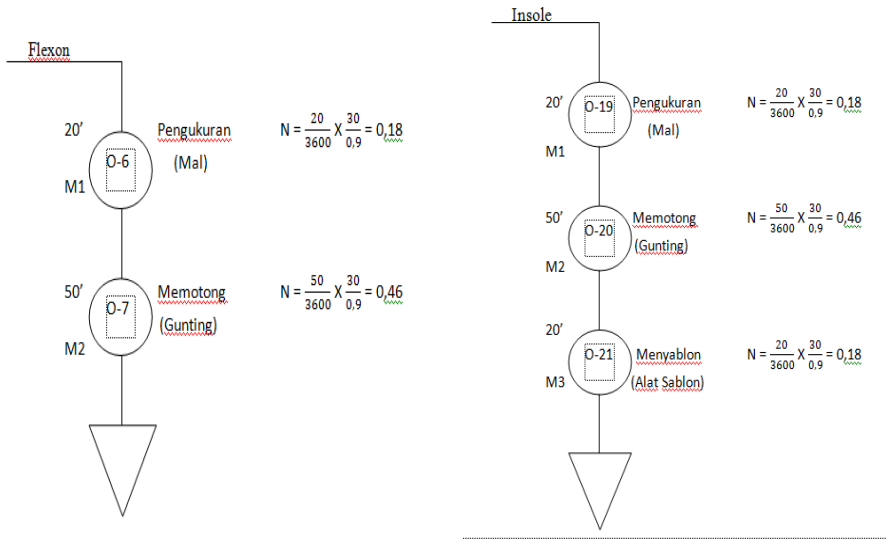 Flexon
20’ O-6 Pengukuran N = 20/3600 X 30/0,9 = 0,18
M1 (Mal)
50’ O-7 Memotong N = 50/3600 X 30/0,9 = 0,46
M2 (Gunting)
Insole
20’ O-19 Pengukuran N = 20/3600 X 30/0,9 = 0,18
M1 (Mal)
50’ O-20 Memotong N = 50/3600 X 30/0,9 = 0,46
M2 (Gunting)
20’ O-21 Menyablon N = 20/3600 X 30/0,9 = 0,18
M3 (Alat Sablon)